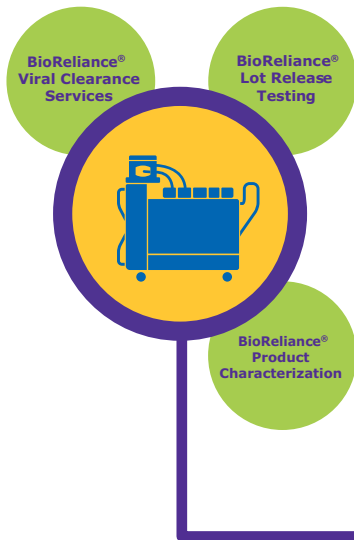 BioReliance®
Viral Clearance
Services
BioReliance®
Lot Release
Testing
BioReliance®
Product
Characterization